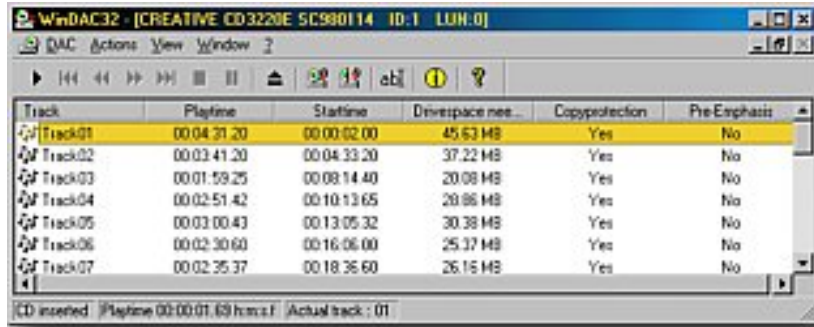 WinDAC32 - [CREATIVE CD3220E SC980114 ID:1 LUN:0]
DAC Actions View Window ?
abI
Track Playtime Starttime Drivespace nee... Copyprotection Pre-Emphasis
Track01 00:04:31.20 00:00:02.00 45.63 MB Yes No
Track02 00:03:41.20 00:04:33.20 37.22 MB Yes No
Track03 00:01:59.25 00:08:14.40 20.08 MB Yes No
Track04 00:02:51.42 00:10:13.65 28.86 MB Yes No
Track05 00:03:00.43 00:13:05.32 30.38 MB Yes No
Track06 00:02:30.60 00:16:06.00 25.37 MB Yes No
Track07 00:02:35.37 00:18:36.60 26.16 MB Yes No
CD inserted Playtime 00:00:01.69 h:m:s.f Actual track : 01